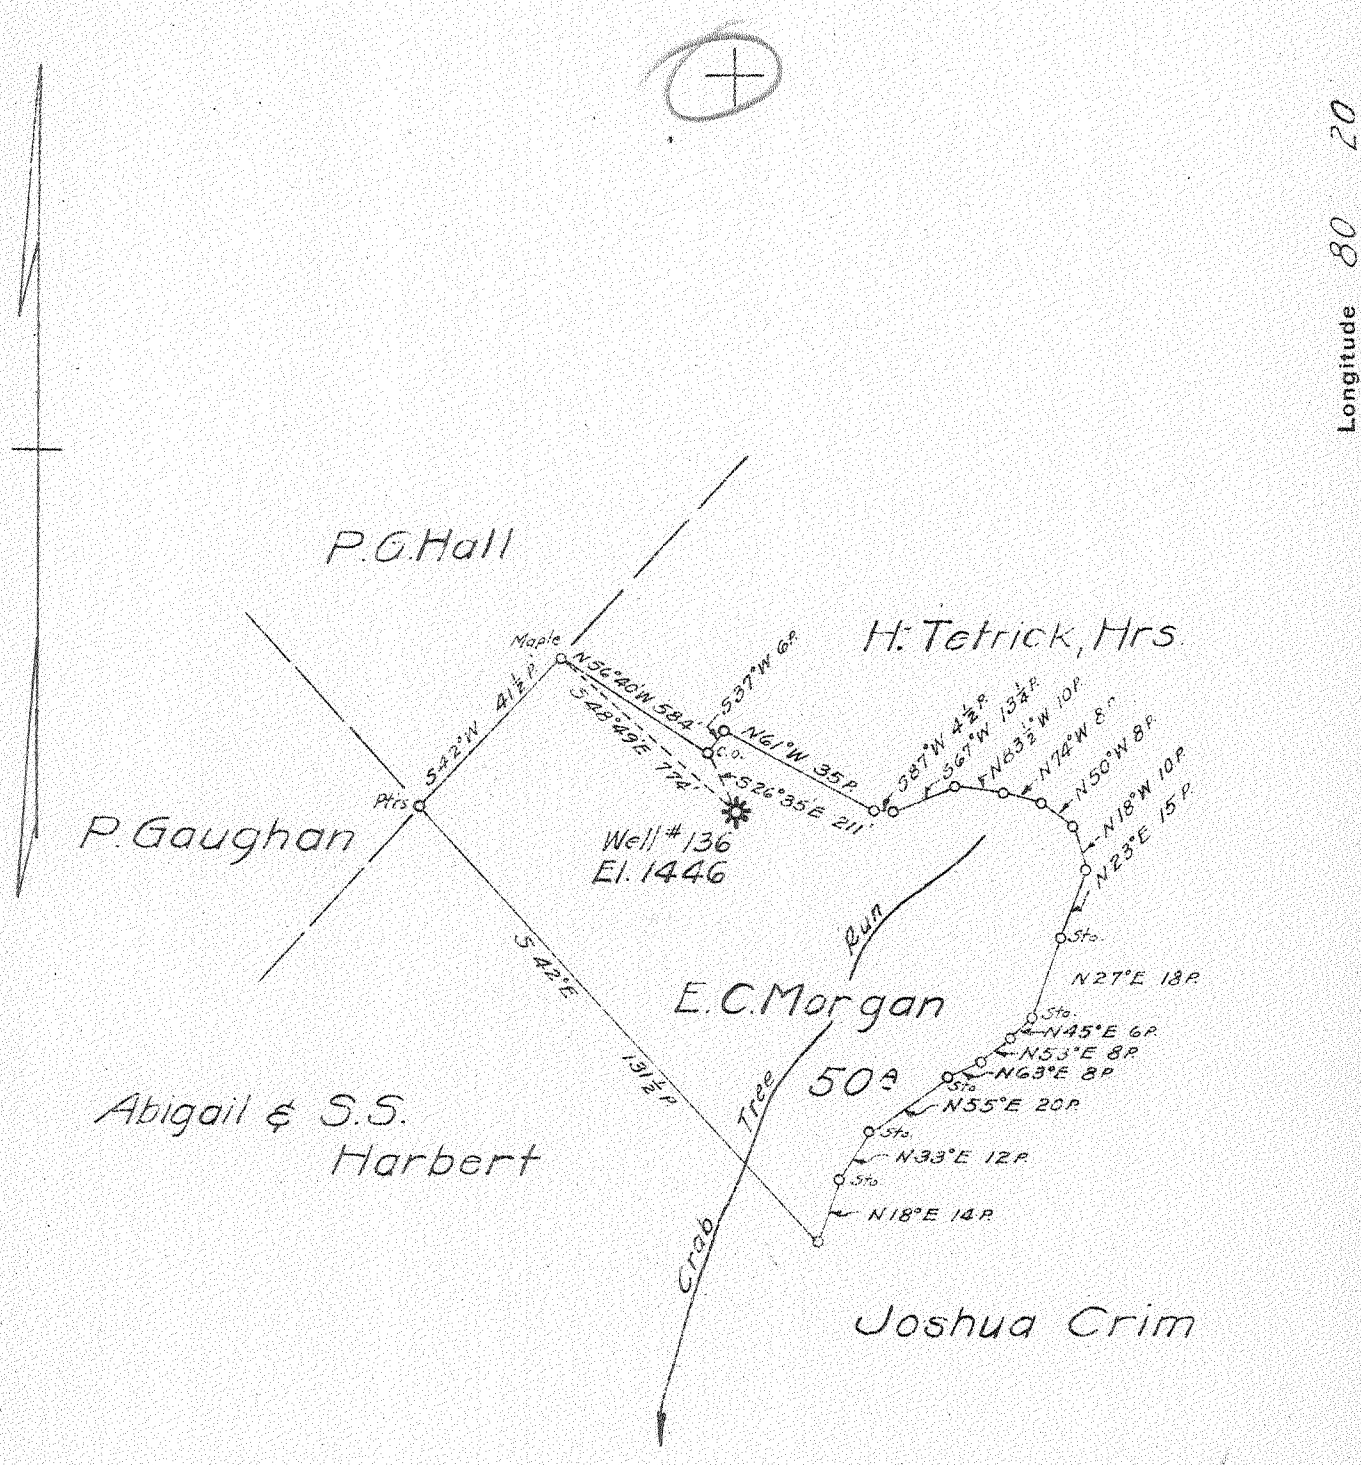 Longitude 80 20
P.G.Hall
H. Tetrick, Hrs.
Maple
N56°40'W 584'
S48°49'E 774'
S37°W 6P.
C.O.
N61°W 35P.
S26°35'E 211'
S87°W 4½P.
S67°W 13¼P.
N83½°W 10P.
N74°W 8P.
N50°W 8P.
N18°W 10P.
N23°E 15P.
S42°W 41½P.
Ptrs
P.Gaughan
Well #136
El. 1446
Run
Sto.
N27°E 18P.
S42°E
131½P.
E.C.Morgan
50A
Sto.
N45°E 6P.
N53°E 8P.
N63°E 8P.
Sto
N55°E 20P.
Sto.
N33°E 12P.
Sto.
N18°E 14P.
Tree
Abigail & S.S.
Harbert
Crab
Joshua Crim